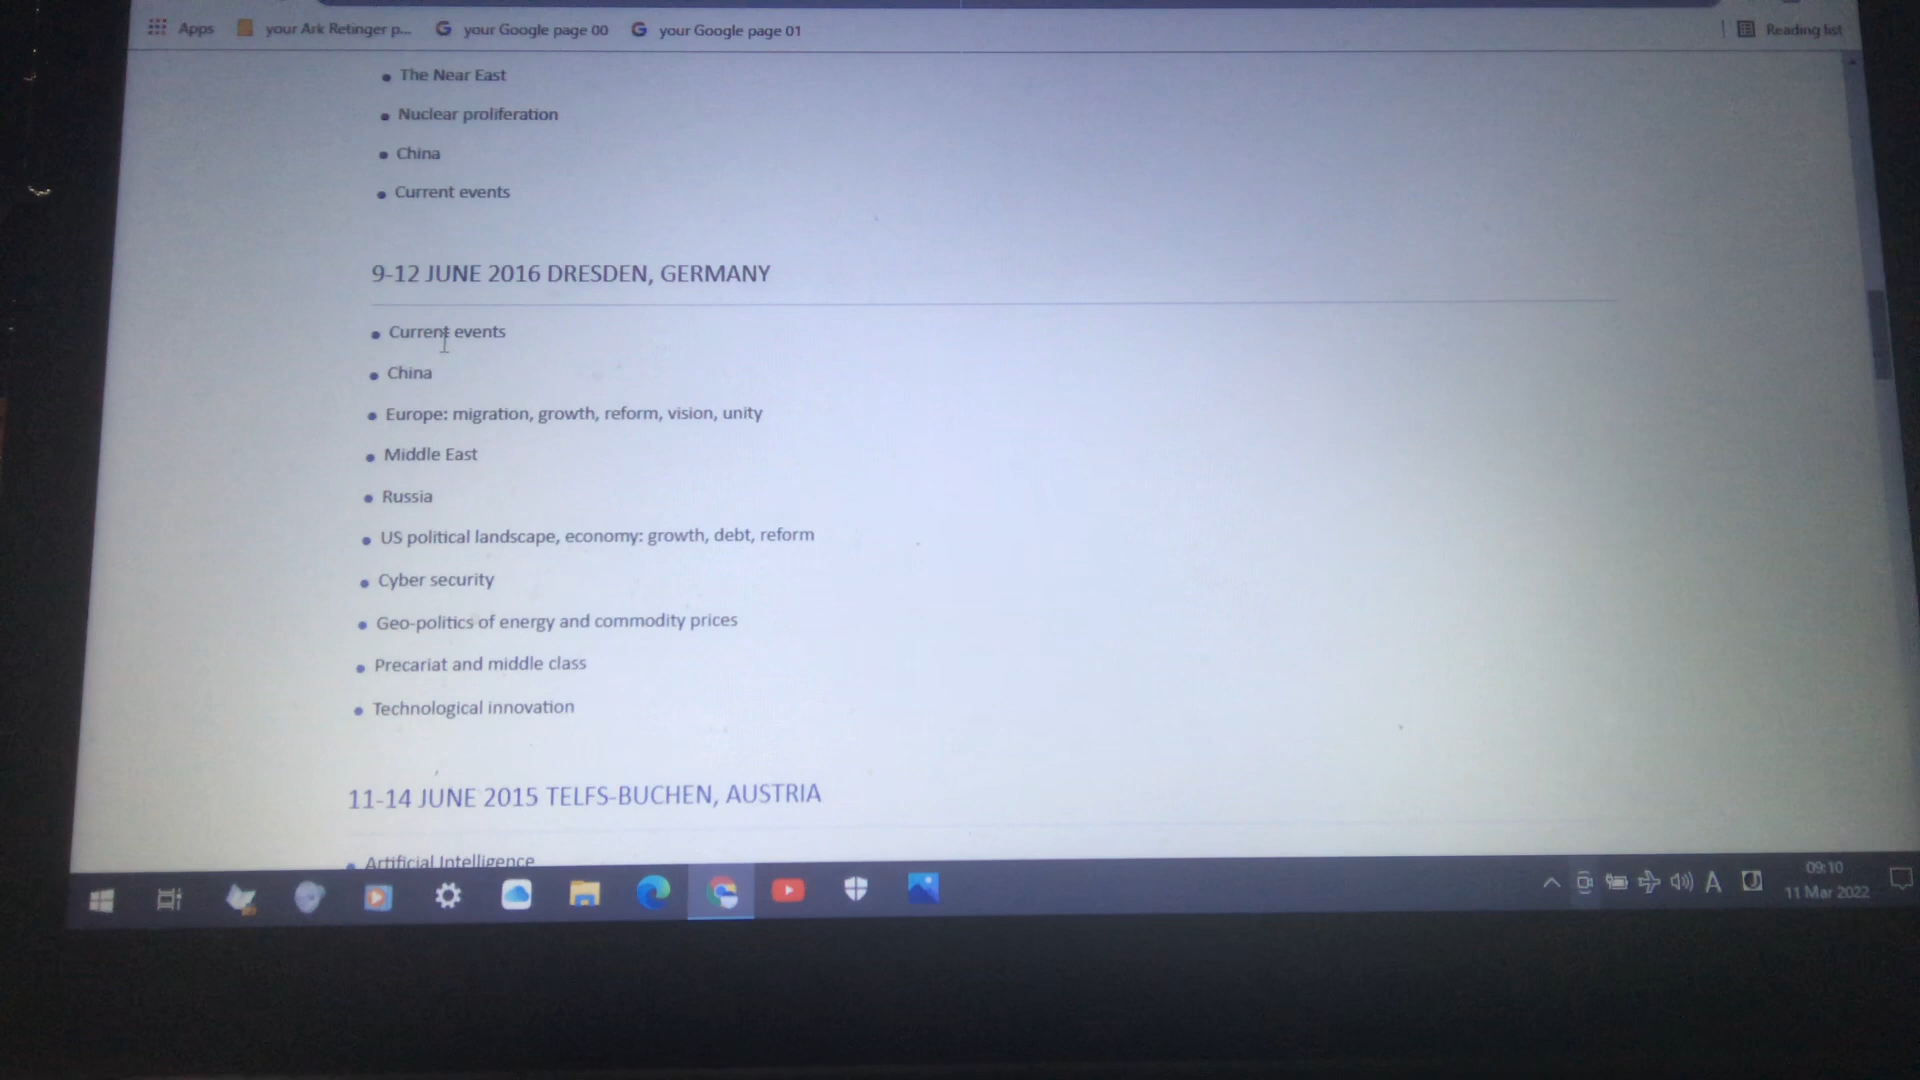 Apps your Ark Retinger p... your Google page 00 your Google page 01 Reading list
The Near East
Nuclear proliferation
China
Current events
9-12 JUNE 2016 DRESDEN, GERMANY
Current events
China
Europe: migration, growth, reform, vision, unity
Middle East
Russia
US political landscape, economy: growth, debt, reform
Cyber security
Geo-politics of energy and commodity prices
Precariat and middle class
Technological innovation
11-14 JUNE 2015 TELFS-BUCHEN, AUSTRIA
Artificial Intelligence
A
09:10
11 Mar 2022